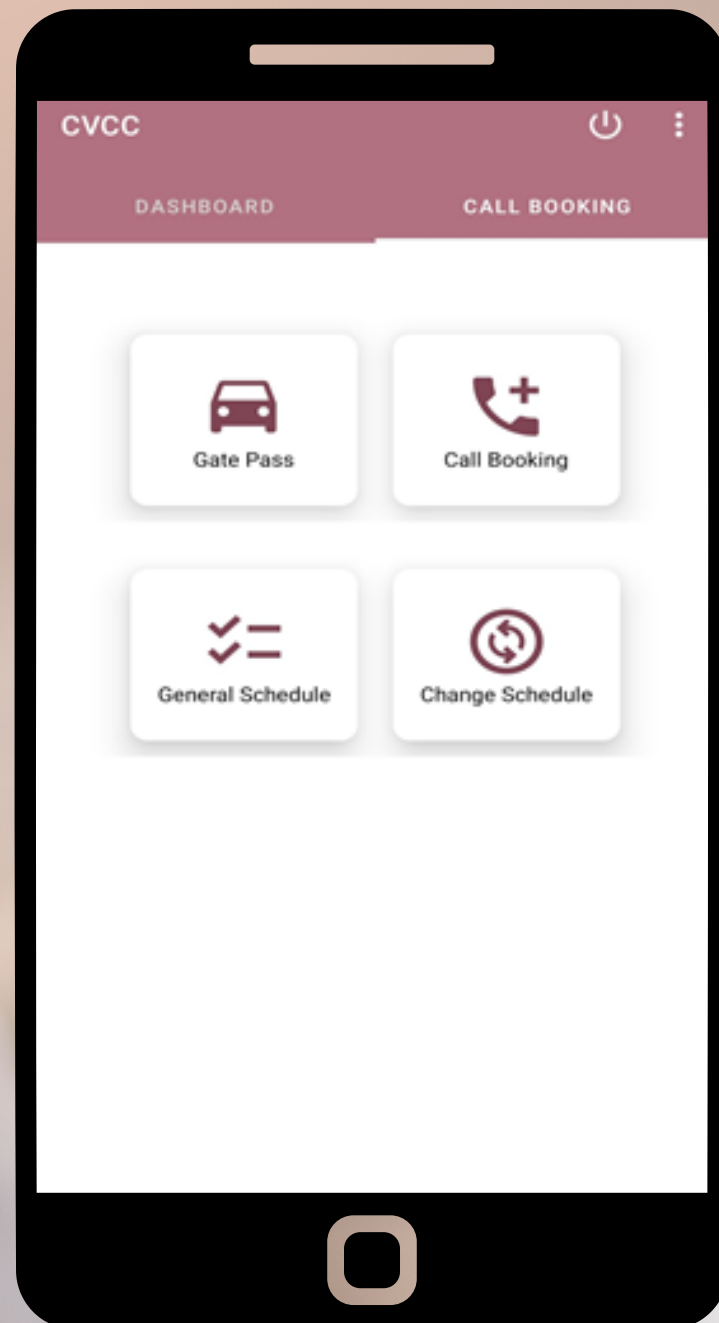 CVCC
DASHBOARD CALL BOOKING
Gate Pass Call Booking
General Schedule Change Schedule